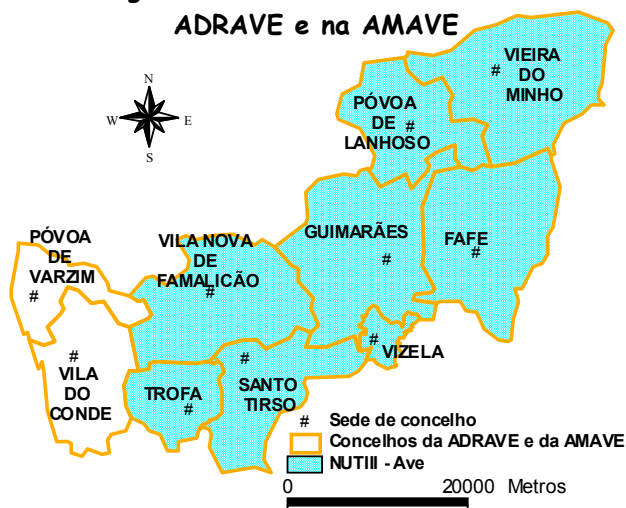 ADRAVE e na AMAVE
N
W E
S
VIEIRA
DO
MINHO
#
PÓVOA
DE
LANHOSO
#
GUIMARÃES
#
FAFE
#
PÓVOA
DE
VARZIM
#
VILA NOVA
DE
FAMALICÃO
#
VIZELA
#
VILA
DO
CONDE
#
TROFA
#
SANTO
TIRSO
#
# Sede de concelho
Concelhos da ADRAVE e da AMAVE
NUTIII - Ave
0 20000 Metros